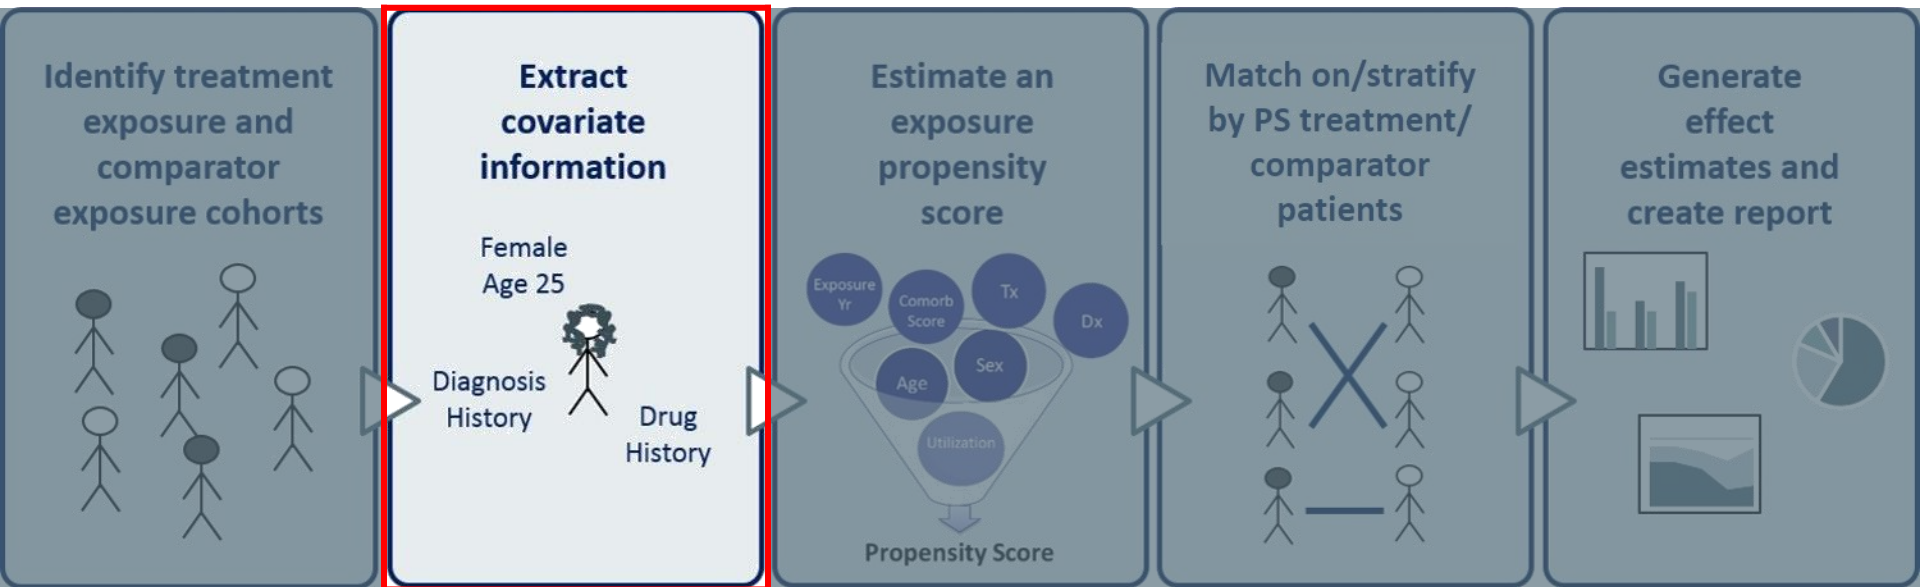 Identify treatment
exposure and
comparator
exposure cohorts
Extract
covariate
information
Female
Age 25
Diagnosis
History
Drug
History
Estimate an
exposure
propensity
score
Exposure
Yr
Comorb
Score
Tx
Dx
Age
Sex
Utilization
Propensity Score
Match on/stratify
by PS treatment/
comparator
patients
Generate
effect
estimates and
create report